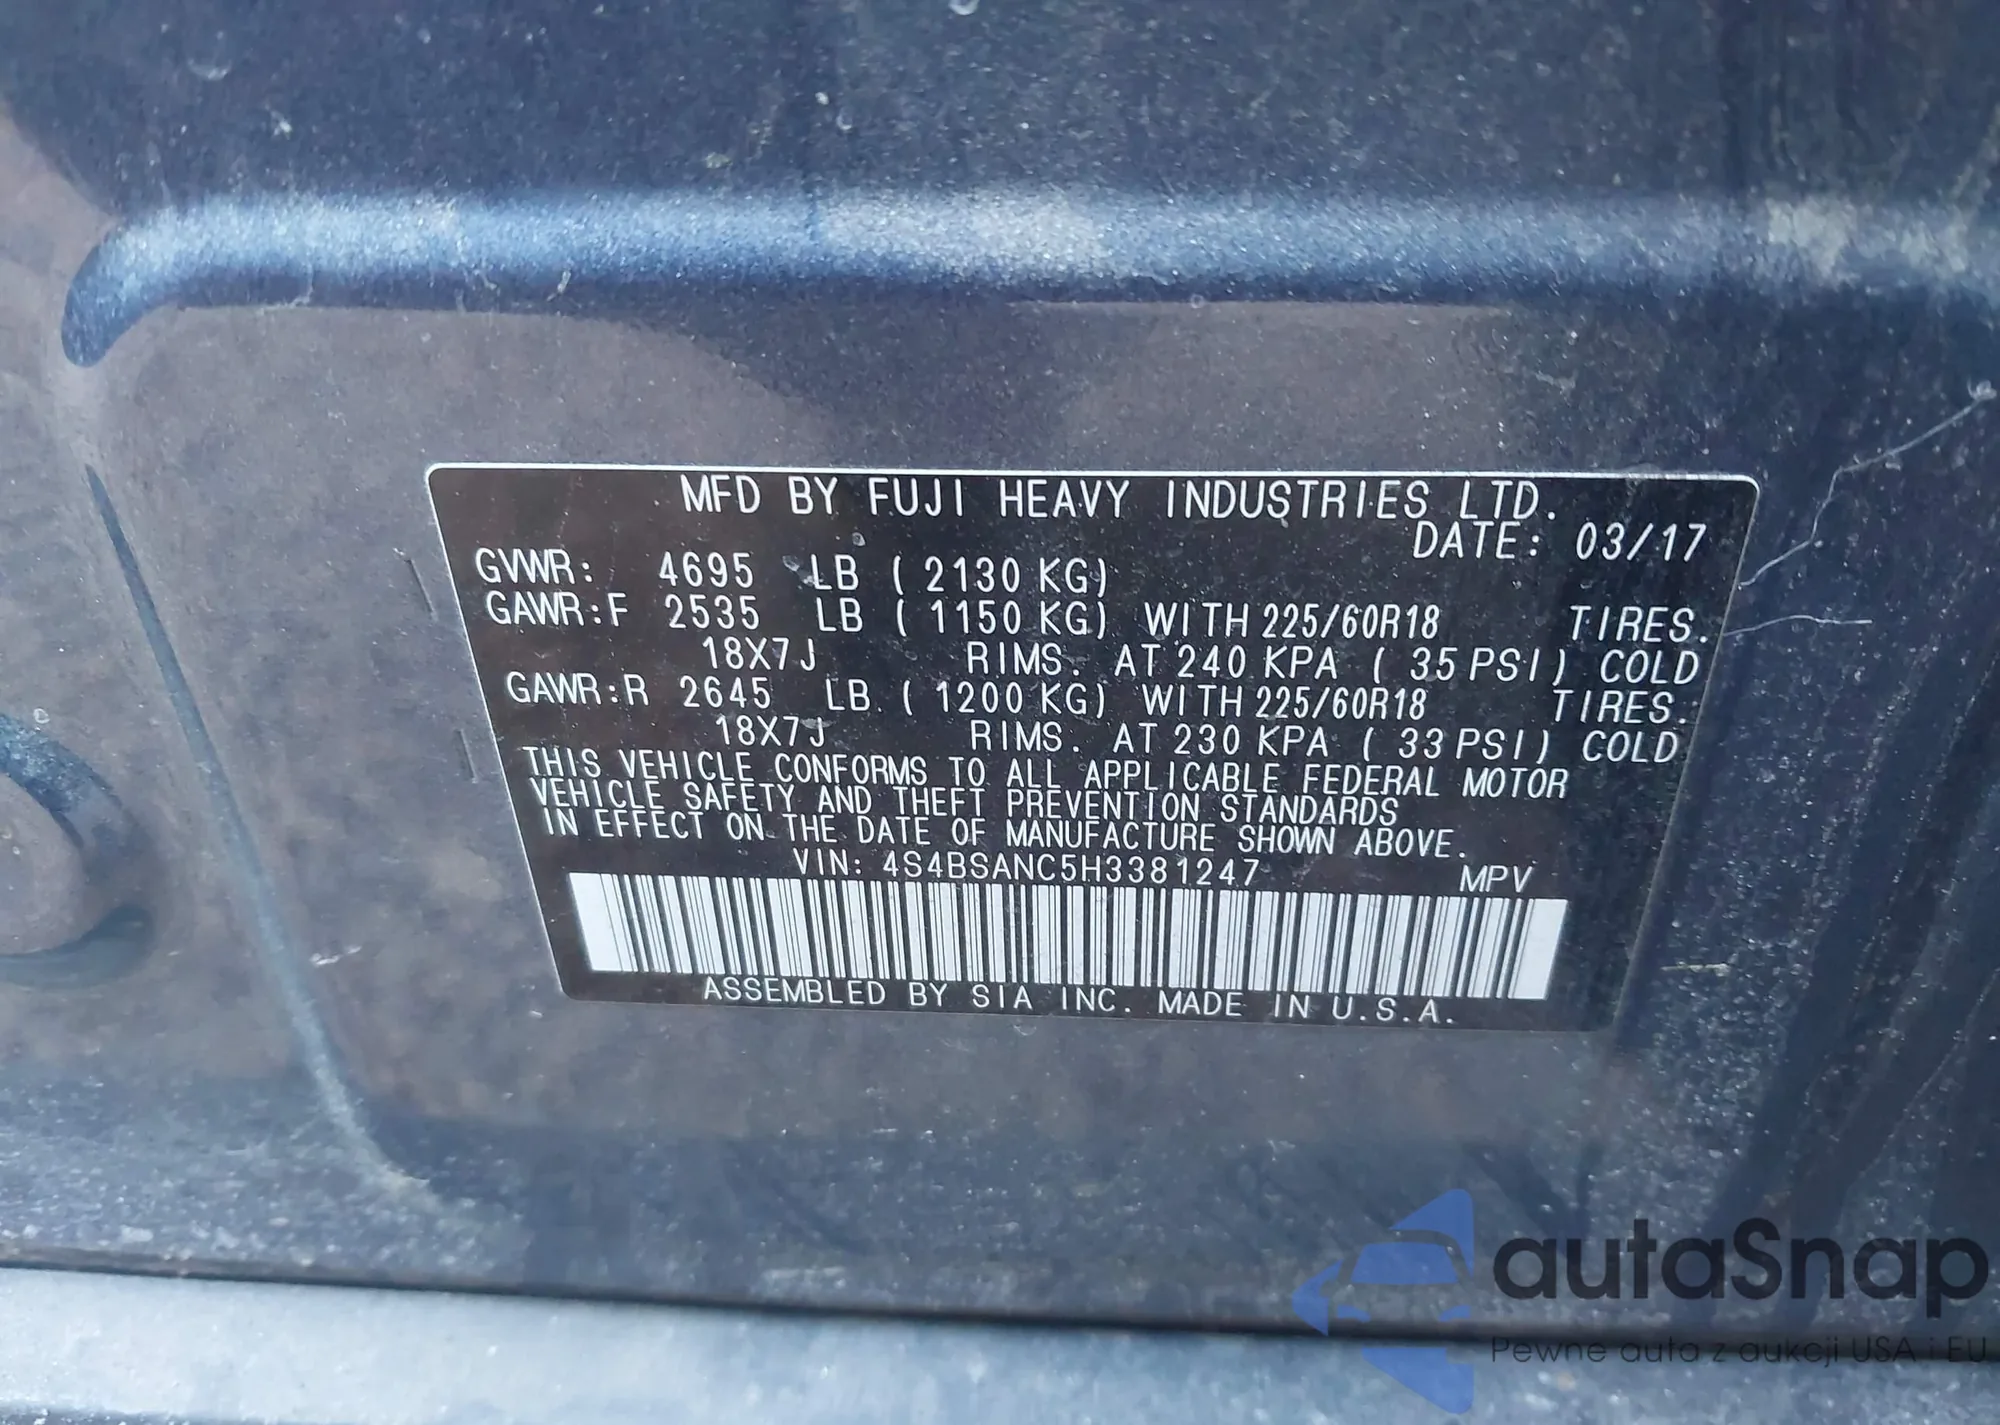 MFD BY FUJI HEAVY INDUSTRIES LTD.
DATE: 03/17
GVWR: 4695 LB (2130 KG)
GAWR:F 2535 LB (1150 KG) WITH 225/60R18 TIRES.
18X7J RIMS. AT 240 KPA (35 PSI) COLD
GAWR:R 2645 LB. (1200 KG) WITH 225/60R18 TIRES.
18X7J RIMS. AT 230 KPA (33 PSI) COLD
THIS VEHICLE CONFORMS TO ALL APPLICABLE FEDERAL MOTOR
VEHICLE SAFETY AND THEFT PREVENTION STANDARDS
IN EFFECT ON THE DATE OF MANUFACTURE SHOWN ABOVE.
VIN: 4S4BSANC5H3381247 MPV
ASSEMBLED BY SIA INC. MADE IN U.S.A.
autaSnap
Pewne auta z aukcji USA i EU